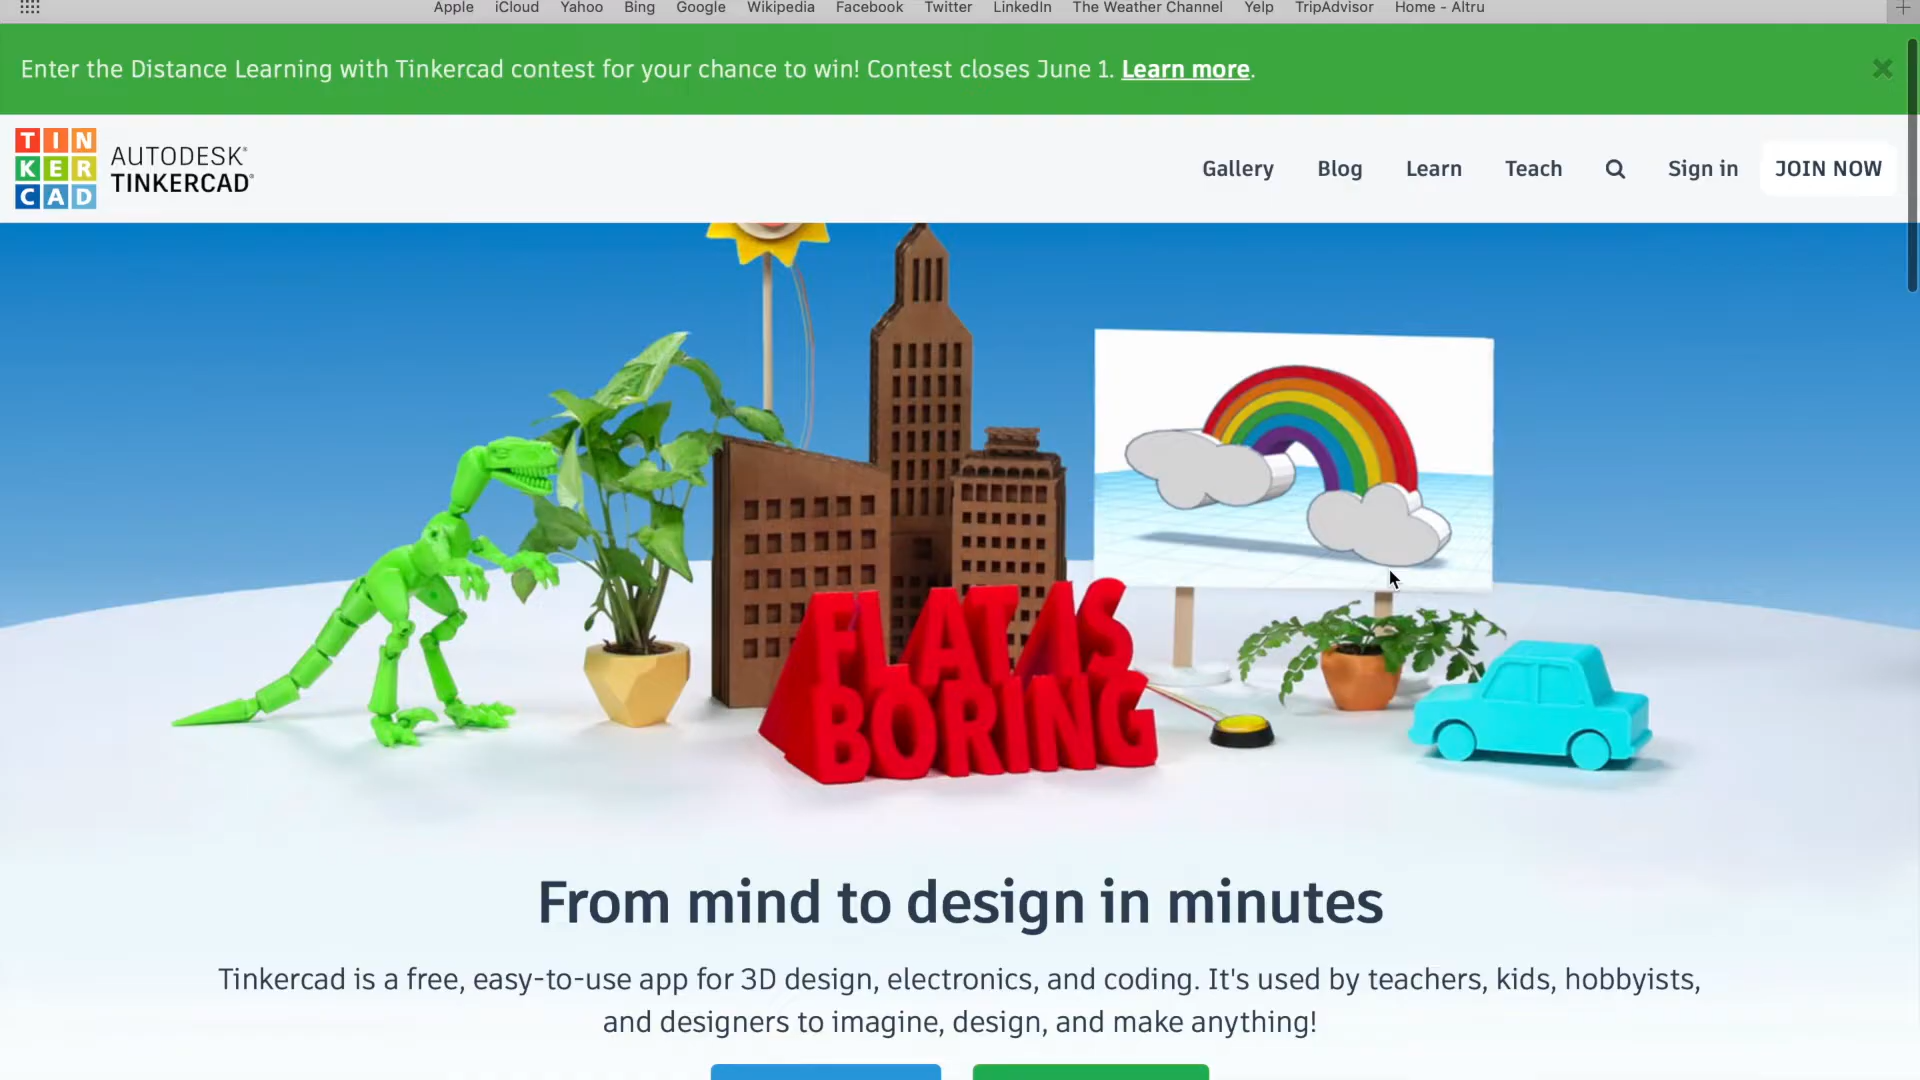 Apple iCloud Yahoo Bing Google Wikipedia Facebook Twitter LinkedIn The Weather Channel Yelp TripAdvisor Home - Altru
Enter the Distance Learning with Tinkercad contest for your chance to win! Contest closes June 1. Learn more.
TIN
KER
CAD
AUTODESK®
TINKERCAD®
Gallery Blog Learn Teach Sign in JOIN NOW
FLAT IS
BORING
From mind to design in minutes
Tinkercad is a free, easy-to-use app for 3D design, electronics, and coding. It's used by teachers, kids, hobbyists,
and designers to imagine, design, and make anything!